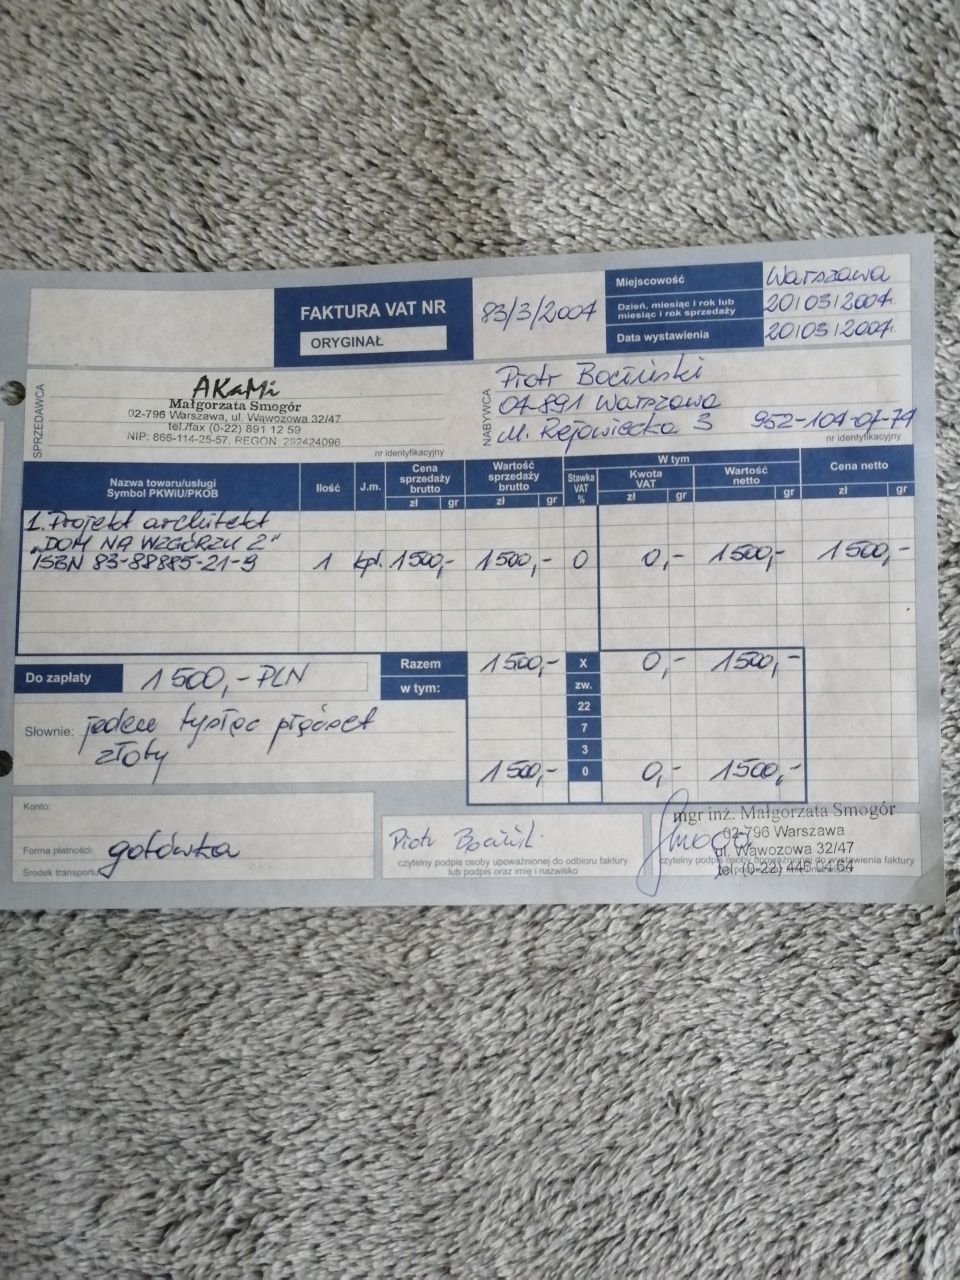 FAKTURA VAT NR
ORYGINAŁ
83/3/2004
Miejscowość Warszawa
Dzień, miesiąc i rok lub
miesiąc i rok sprzedaży 20/03/2004
Data wystawienia 20/03/2004
SPRZEDAWCA
AKaMi
Małgorzata Smogór
02-796 Warszawa, ul. Wąwozowa 32/47
tel./fax (0-22) 891 12 59
NIP: 866-114-25-57, REGON: 292424096
nr identyfikacyjny
NABYWCA
Piotr Bociński
04-891 Warszawa
ul. Rejowiecka 3 952-104-07-74
nr identyfikacyjny
Nazwa towaru/usługi
Symbol PKWiU/PKOB
Ilość
J.m.
Cena
sprzedaży
brutto
zł gr
Wartość
sprzedaży
brutto
zł gr
Stawka
VAT
%
W tym
Kwota
VAT
zł gr
Wartość
netto
gr
Cena netto
zł gr
1. Projekt architekt
„DOM NA WZGÓRZU 2"
ISBN 83-88885-21-9 1 kpl. 1500,- 1500,- 0 0,- 1500,- 1500,-
Do zapłaty 1500,- PLN
Razem 1500,- X 0,- 1500,-
w tym: zw.
22
7
3
1500,- 0 0,- 1500,-
Słownie: jeden tysiąc pięćset
złoty
Konto:
Forma płatności: gotówka
Środek transportu
Piotr
czytelny podpis osoby upoważnionej do odbioru faktury
lub podpis oraz imię i nazwisko
mgr inż. Małgorzata Smogór
02-796 Warszawa
ul. Wąwozowa 32/47
czytelny podpis osoby upoważnionej do wystawienia faktury
tel. (0-22) 446 04 64